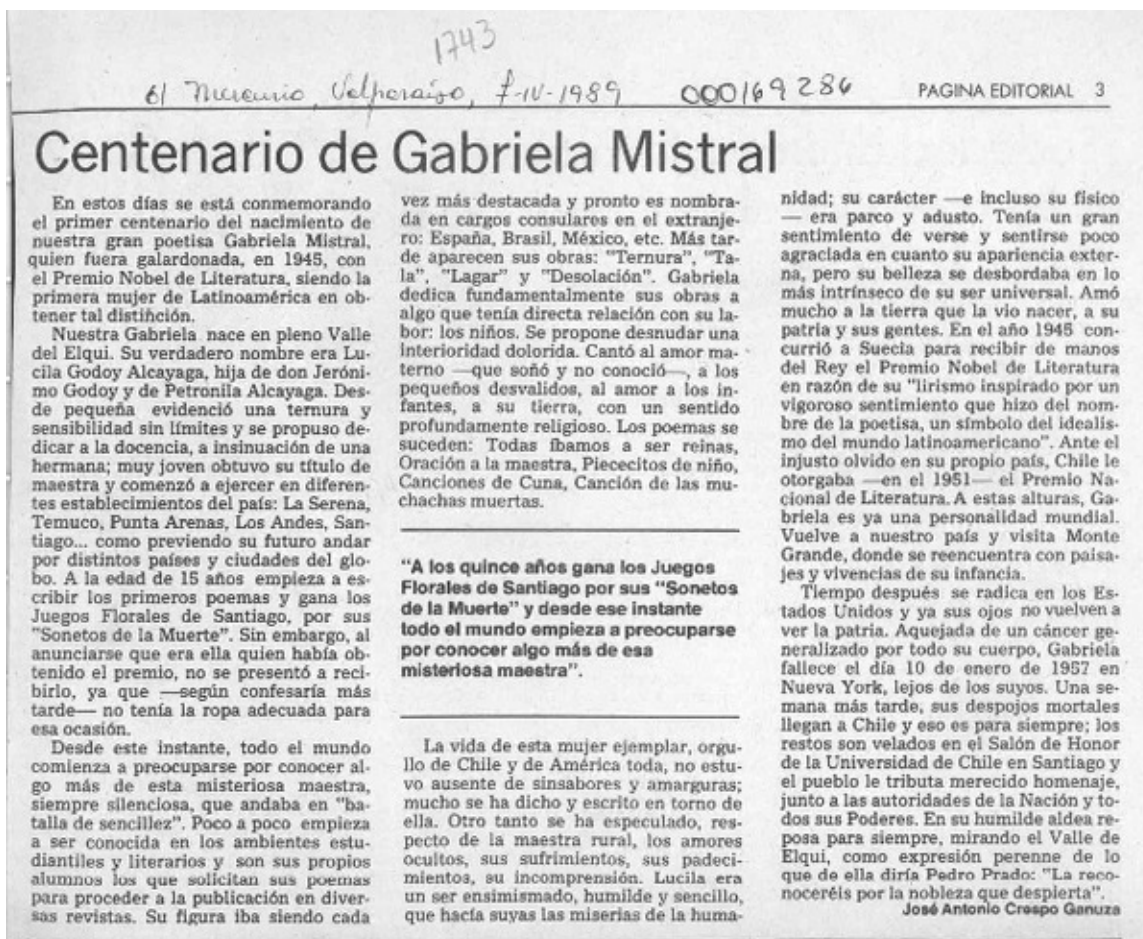 1743
El Mercurio, Valparaíso, 7-IV-1989 000169286 PAGINA EDITORIAL 3
Centenario de Gabriela Mistral
En estos días se está conmemorando
el primer centenario del nacimiento de
nuestra gran poetisa Gabriela Mistral,
quien fuera galardonada, en 1945, con
el Premio Nobel de Literatura, siendo la
primera mujer de Latinoamérica en ob-
tener tal distinción.
Nuestra Gabriela nace en pleno Valle
del Elqui. Su verdadero nombre era Lu-
cila Godoy Alcayaga, hija de don Jeróni-
mo Godoy y de Petronila Alcayaga. Des-
de pequeña evidenció una ternura y
sensibilidad sin límites y se propuso de-
dicar a la docencia, a insinuación de una
hermana; muy joven obtuvo su título de
maestra y comenzó a ejercer en diferen-
tes establecimientos del país: La Serena,
Temuco, Punta Arenas, Los Andes, San-
tiago... como previendo su futuro andar
por distintos países y ciudades del glo-
bo. A la edad de 15 años empieza a es-
cribir los primeros poemas y gana los
Juegos Florales de Santiago, por sus
"Sonetos de la Muerte". Sin embargo, al
anunciarse que era ella quien había ob-
tenido el premio, no se presentó a reci-
birlo, ya que —según confesaría más
tarde— no tenía la ropa adecuada para
esa ocasión.
Desde este instante, todo el mundo
comienza a preocuparse por conocer al-
go más de esta misteriosa maestra,
siempre silenciosa, que andaba en "ba-
talla de sencillez". Poco a poco empieza
a ser conocida en los ambientes estu-
diantiles y literarios y son sus propios
alumnos los que solicitan sus poemas
para proceder a la publicación en diver-
sas revistas. Su figura iba siendo cada
vez más destacada y pronto es nombra-
da en cargos consulares en el extranje-
ro: España, Brasil, México, etc. Más tar-
de aparecen sus obras: "Ternura", "Ta-
la", "Lagar" y "Desolación". Gabriela
dedica fundamentalmente sus obras a
algo que tenía directa relación con su la-
bor: los niños. Se propone desnudar una
interioridad dolorida. Cantó al amor ma-
terno —que soñó y no conoció—, a los
pequeños desvalidos, al amor a los in-
fantes, a su tierra, con un sentido
profundamente religioso. Los poemas se
suceden: Todas íbamos a ser reinas,
Oración a la maestra, Piececitos de niño,
Canciones de Cuna, Canción de las mu-
chachas muertas.
"A los quince años gana los Juegos
Florales de Santiago por sus "Sonetos
de la Muerte" y desde ese instante
todo el mundo empieza a preocuparse
por conocer algo más de esa
misteriosa maestra".
La vida de esta mujer ejemplar, orgu-
llo de Chile y de América toda, no estu-
vo ausente de sinsabores y amarguras;
mucho se ha dicho y escrito en torno de
ella. Otro tanto se ha especulado, res-
pecto de la maestra rural, los amores
ocultos, sus sufrimientos, sus padeci-
mientos, su incomprensión. Lucila era
un ser ensimismado, humilde y sencillo,
que hacía suyas las miserias de la huma-
nidad; su carácter —e incluso su físico
— era parco y adusto. Tenía un gran
sentimiento de verse y sentirse poco
agraciada en cuanto su apariencia exter-
na, pero su belleza se desbordaba en lo
más intrínseco de su ser universal. Amó
mucho a la tierra que la vio nacer, a su
patria y sus gentes. En el año 1945 con-
currió a Suecia para recibir de manos
del Rey el Premio Nobel de Literatura
en razón de su "lirismo inspirado por un
vigoroso sentimiento que hizo del nom-
bre de la poetisa, un símbolo del idealis-
mo del mundo latinoamericano". Ante el
injusto olvido en su propio país, Chile le
otorgaba —en el 1951— el Premio Na-
cional de Literatura. A estas alturas, Ga-
briela es ya una personalidad mundial.
Vuelve a nuestro país y visita Monte
Grande, donde se reencuentra con paisa-
jes y vivencias de su infancia.
Tiempo después se radica en los Es-
tados Unidos y ya sus ojos no vuelven a
ver la patria. Aquejada de un cáncer ge-
neralizado por todo su cuerpo, Gabriela
fallece el día 10 de enero de 1957 en
Nueva York, lejos de los suyos. Una se-
mana más tarde, sus despojos mortales
llegan a Chile y eso es para siempre; los
restos son velados en el Salón de Honor
de la Universidad de Chile en Santiago y
el pueblo le tributa merecido homenaje,
junto a las autoridades de la Nación y to-
dos sus Poderes. En su humilde aldea re-
posa para siempre, mirando el Valle de
Elqui, como expresión perenne de lo
que de ella diría Pedro Prado: "La reco-
noceréis por la nobleza que despierta".
José Antonio Crespo Ganuza